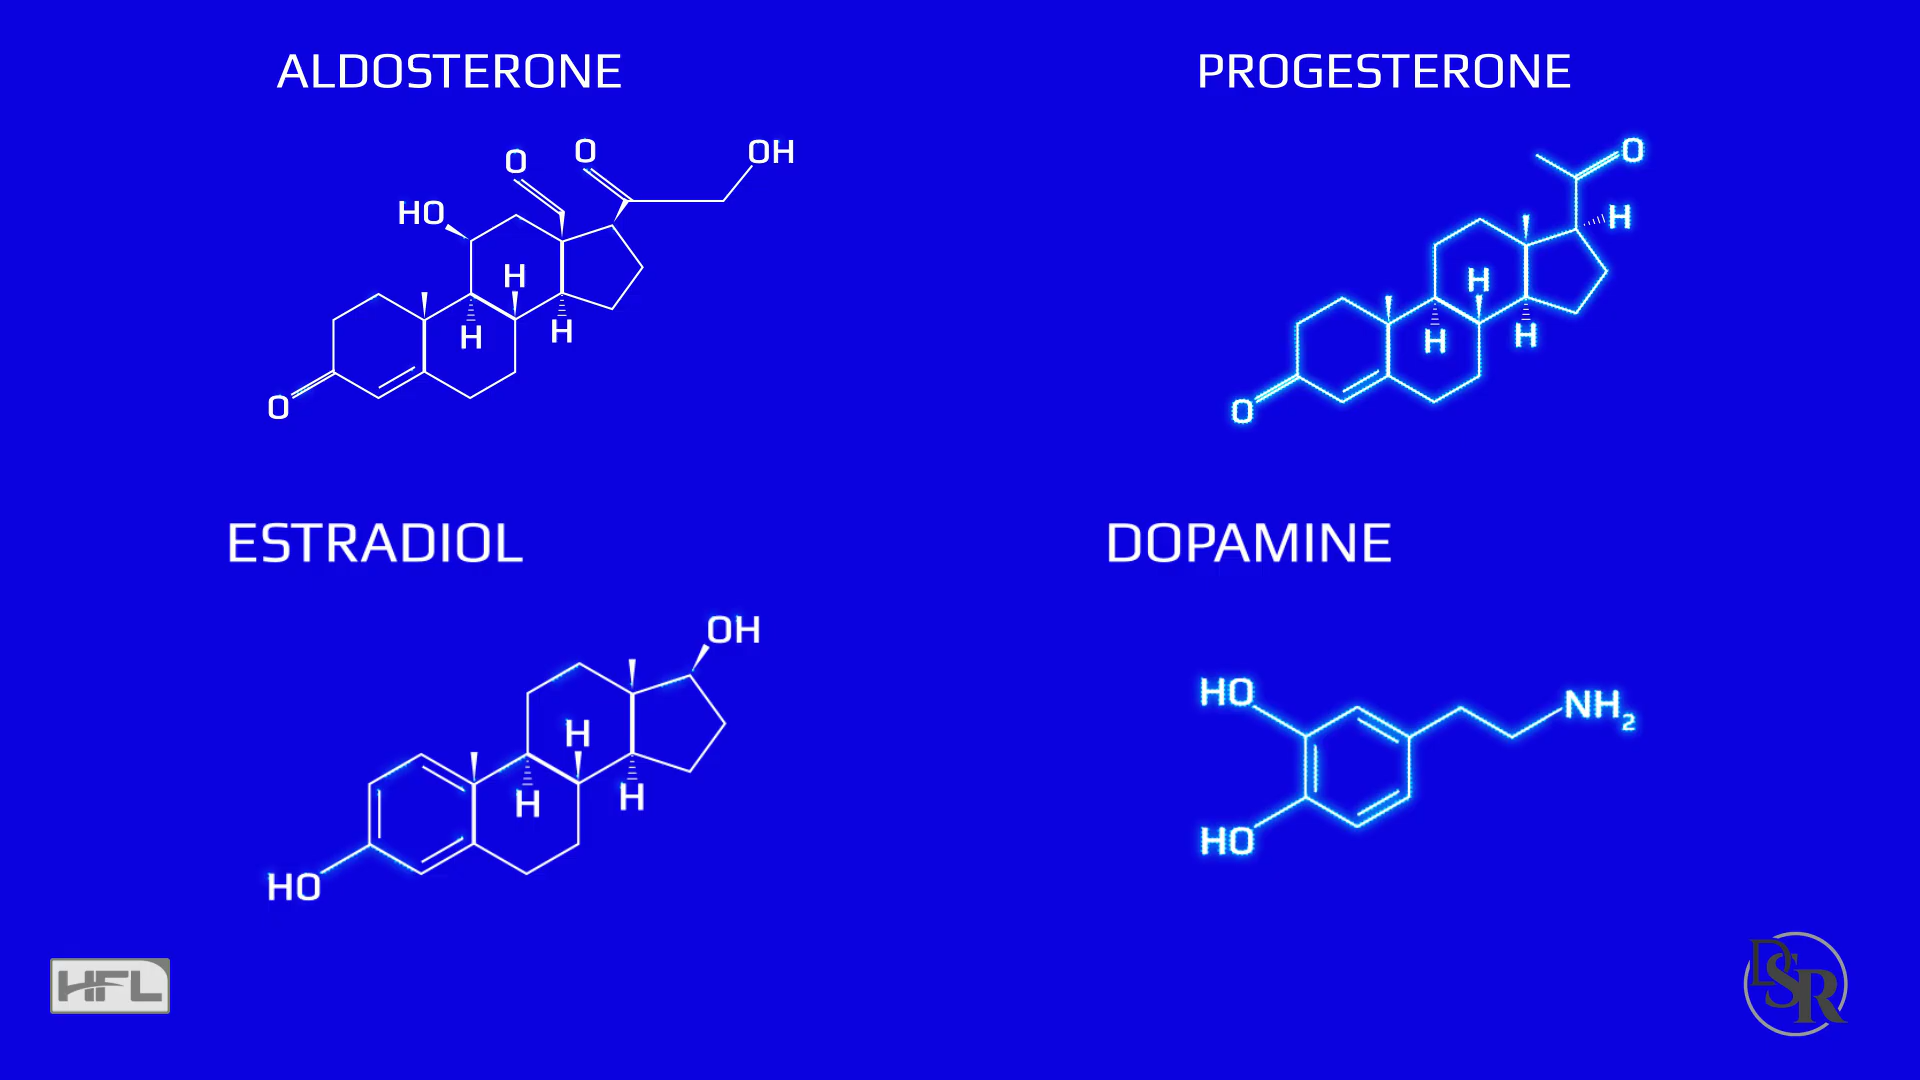 ALDOSTERONE
O
O
OH
HO
H
H
H
O
PROGESTERONE
O
H
H
H
H
O
ESTRADIOL
OH
H
H
H
HO
DOPAMINE
HO
NH₂
HO
HFL
DSR